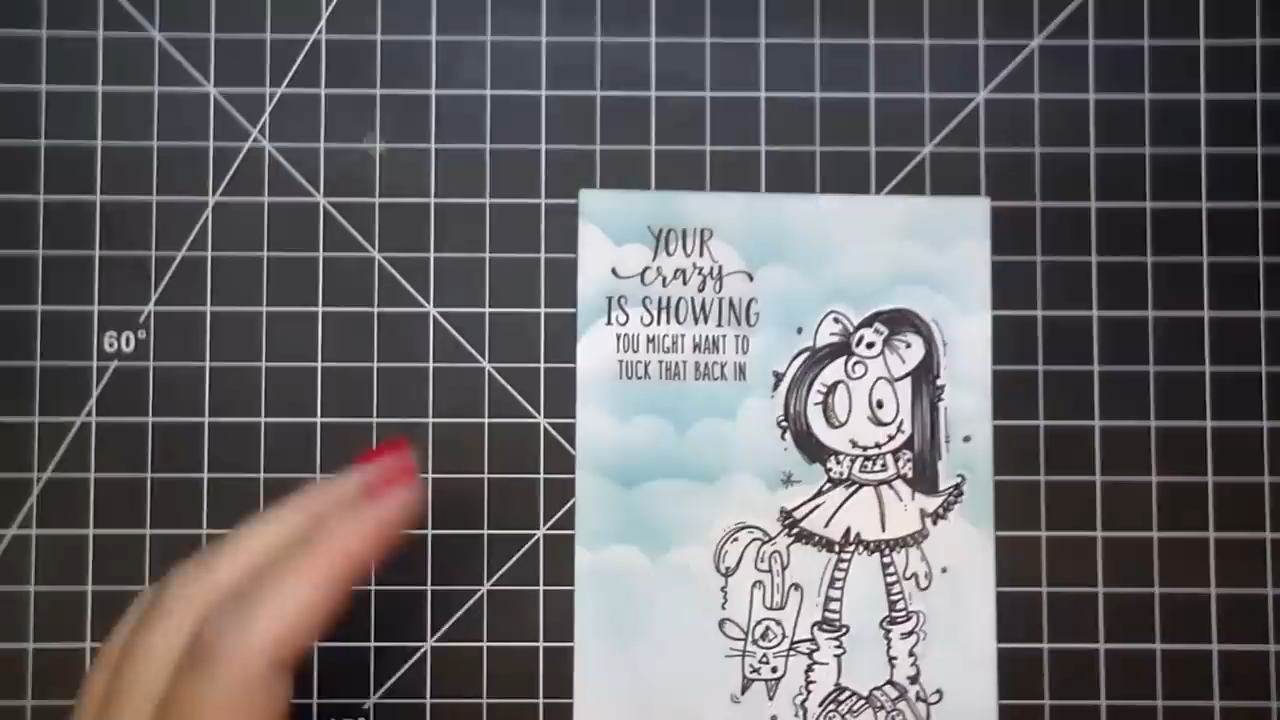 YOUR
crazy
IS SHOWING
YOU MIGHT WANT TO
TUCK THAT BACK IN
60°